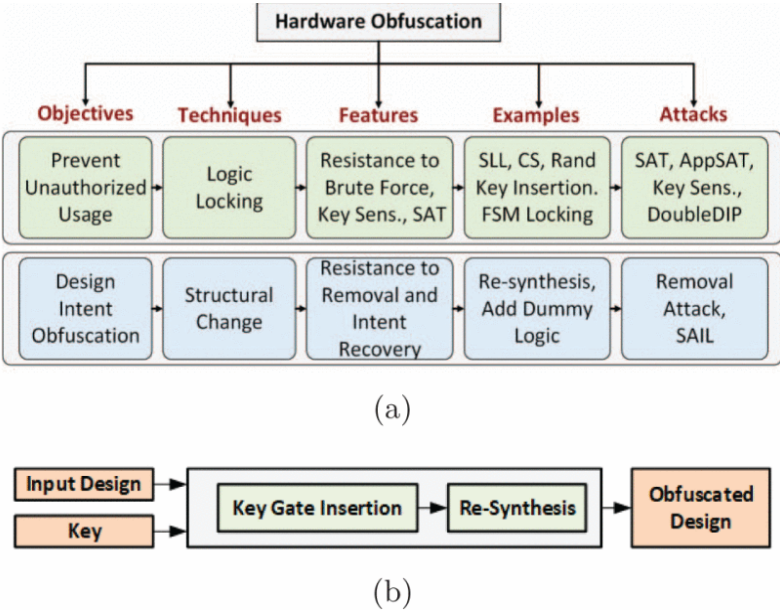 Hardware Obfuscation
Objectives
Techniques
Features
Examples
Attacks
Prevent
Unauthorized
Usage
Logic
Locking
Resistance to
Brute Force,
Key Sens., SAT
SLL, CS, Rand
Key Insertion.
FSM Locking
SAT, AppSAT,
Key Sens.,
DoubleDIP
Design
Intent
Obfuscation
Structural
Change
Resistance to
Removal and
Intent
Recovery
Re-synthesis,
Add Dummy
Logic
Removal
Attack,
SAIL
(a)
Input Design
Key
Key Gate Insertion
Re-Synthesis
Obfuscated
Design
(b)